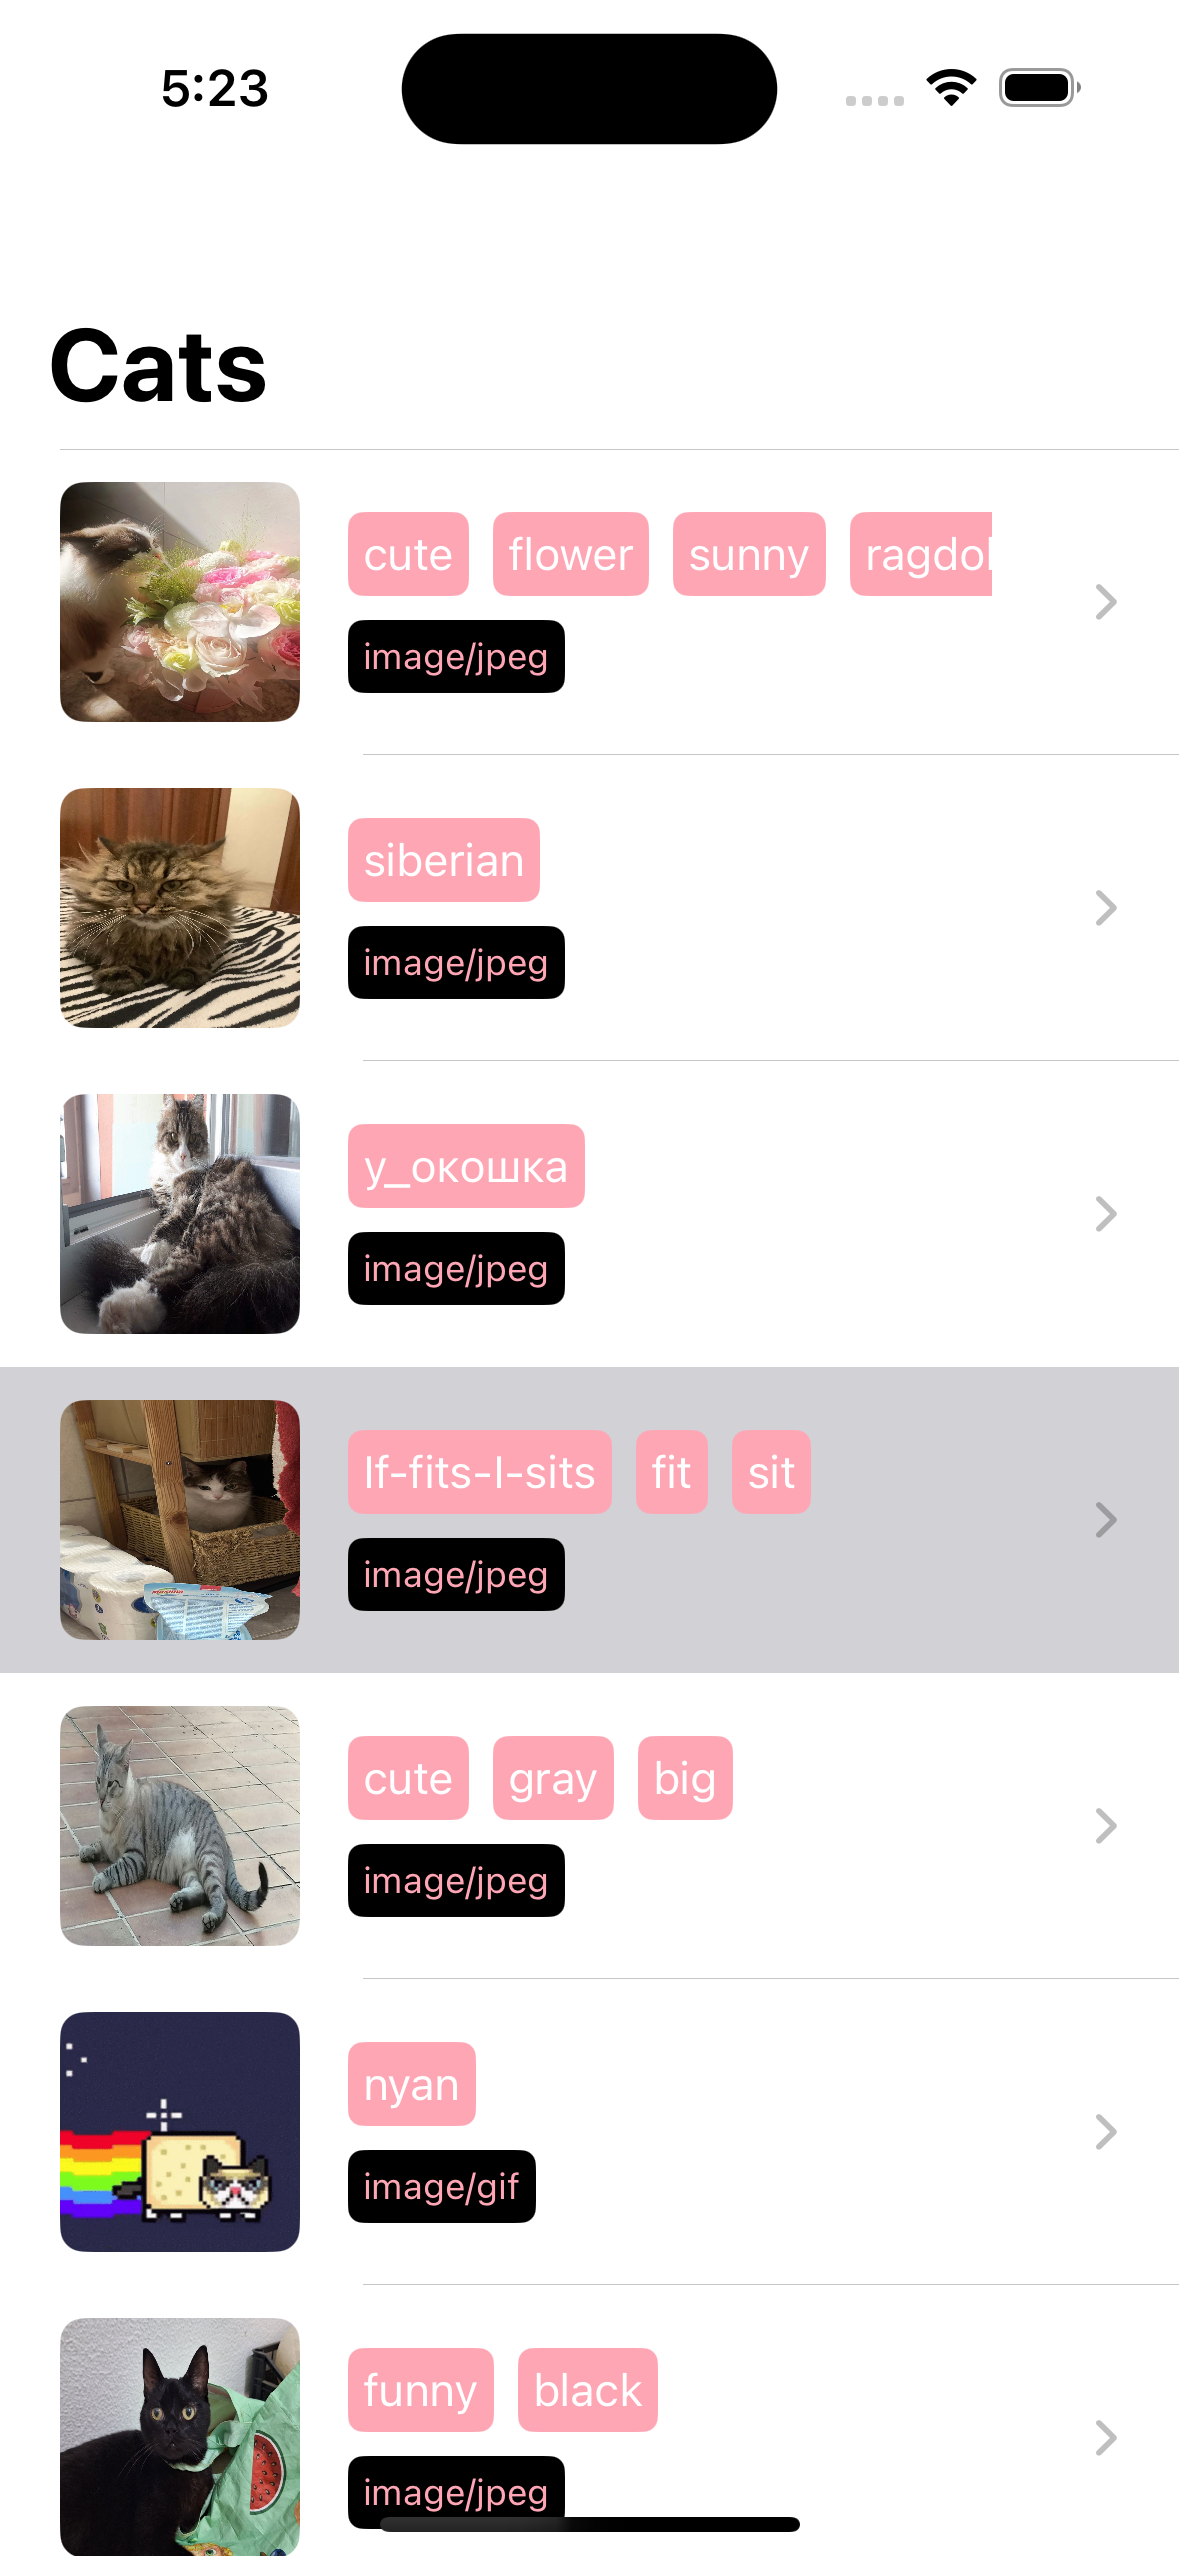 5:23
Cats
cute flower sunny ragdol
image/jpeg
siberian
image/jpeg
у_окошка
image/jpeg
If-fits-I-sits fit sit
image/jpeg
cute gray big
image/jpeg
nyan
image/gif
funny black
image/jpeg